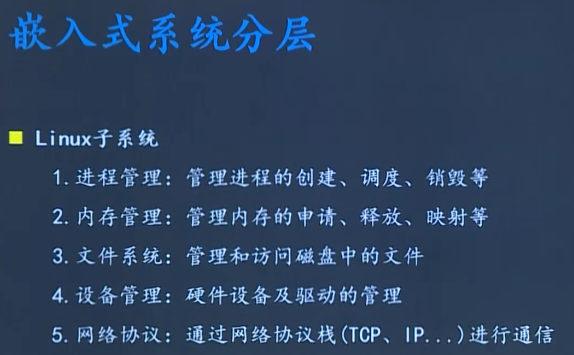 嵌入式系统分层
Linux子系统
1.进程管理：管理进程的创建、调度、销毁等
2.内存管理：管理内存的申请、释放、映射等
3.文件系统：管理和访问磁盘中的文件
4.设备管理：硬件设备及驱动的管理
5.网络协议：通过网络协议栈(TCP、IP...)进行通信